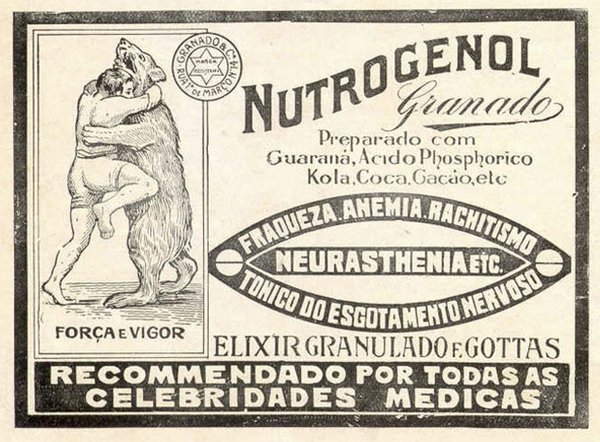 GRANADO & Cª
MARCA
REGISTRADA
R. 1º DE MARÇO N.14
NUTROGENOL
Granado
Preparado com
Guaraná, Acido Phosphorico
Kola, Coca, Cacáo, etc
FRAQUEZA, ANEMIA, RACHITISMO
NEURASTHENIA ETC.
TONICO DO ESGOTAMENTO NERVOSO
FORÇA E VIGOR
ELIXIR GRANULADO E GOTTAS
RECOMMENDADO POR TODAS AS
CELEBRIDADES MEDICAS